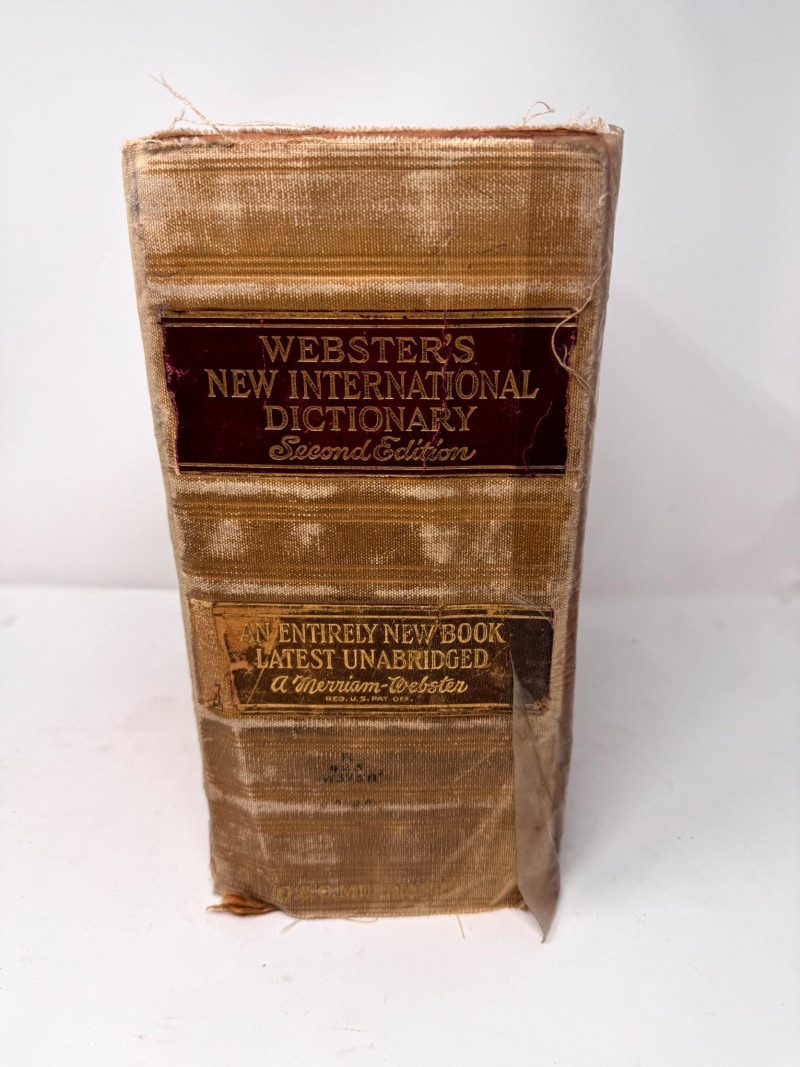 WEBSTER'S
NEW INTERNATIONAL
DICTIONARY
Second Edition
AN ENTIRELY NEW BOOK
LATEST UNABRIDGED
A Merriam-Webster
REG. U.S. PAT. OFF.